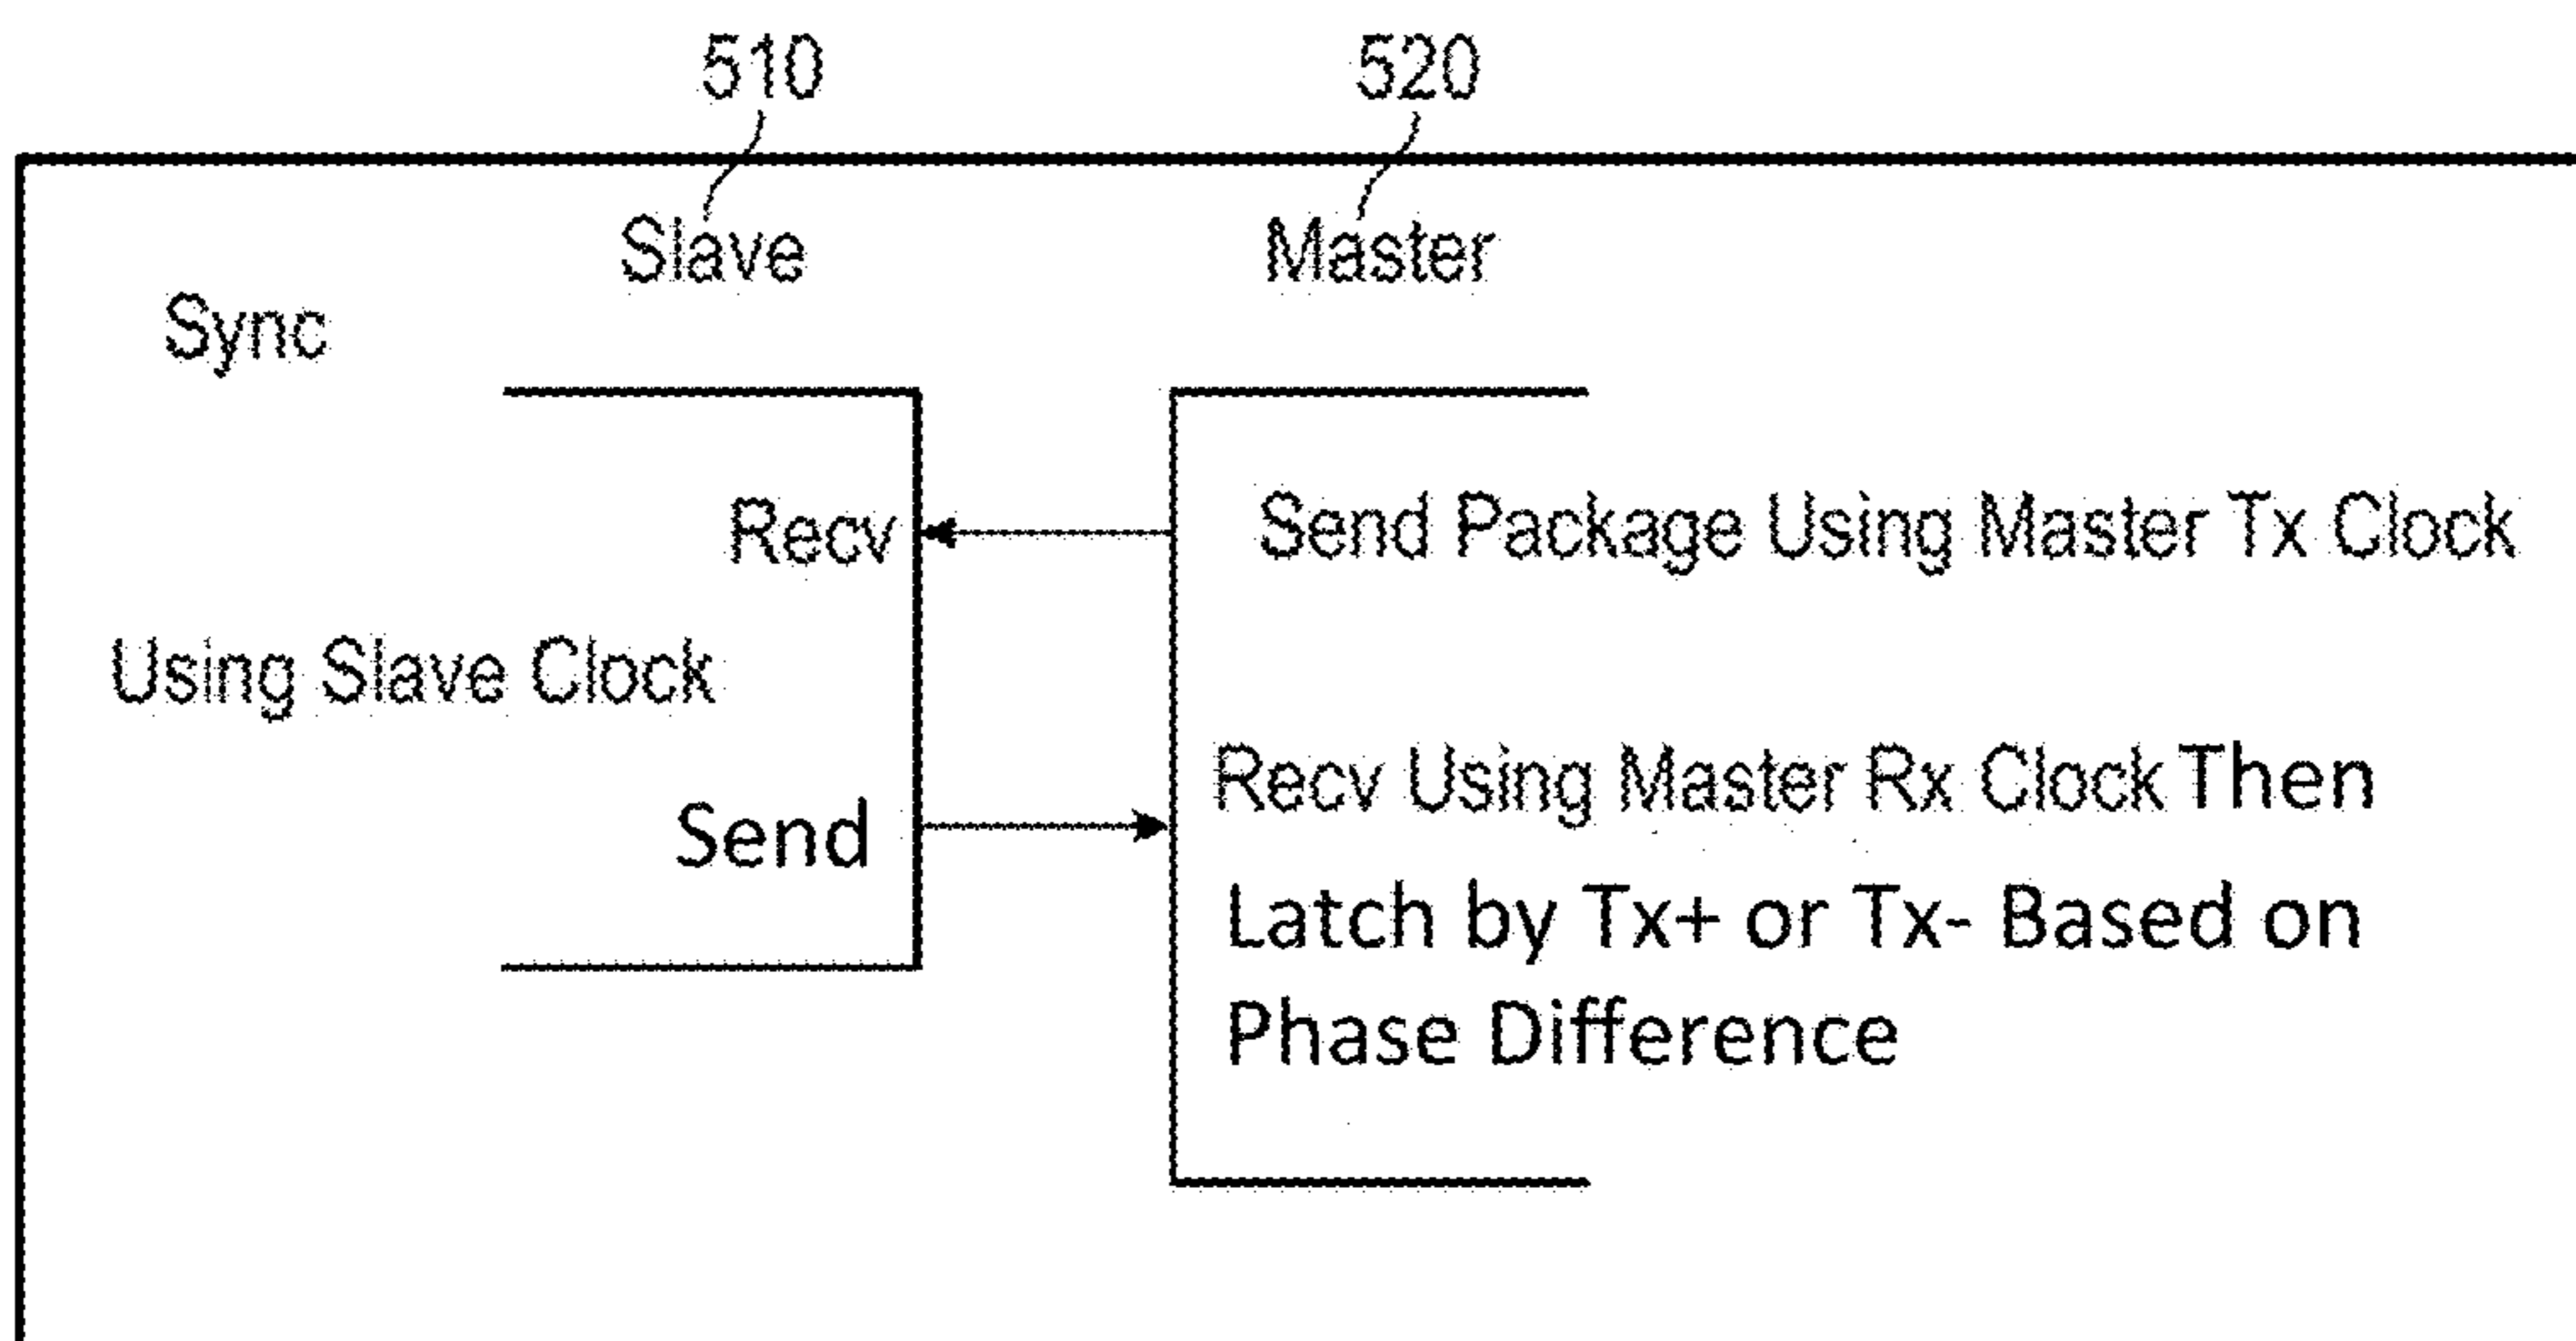 510
520
Slave
Master
Sync
Recv
Send Package Using Master Tx Clock
Using Slave Clock
Recv Using Master Rx Clock Then
Send
Latch by Tx+ or Tx- Based on
Phase Difference